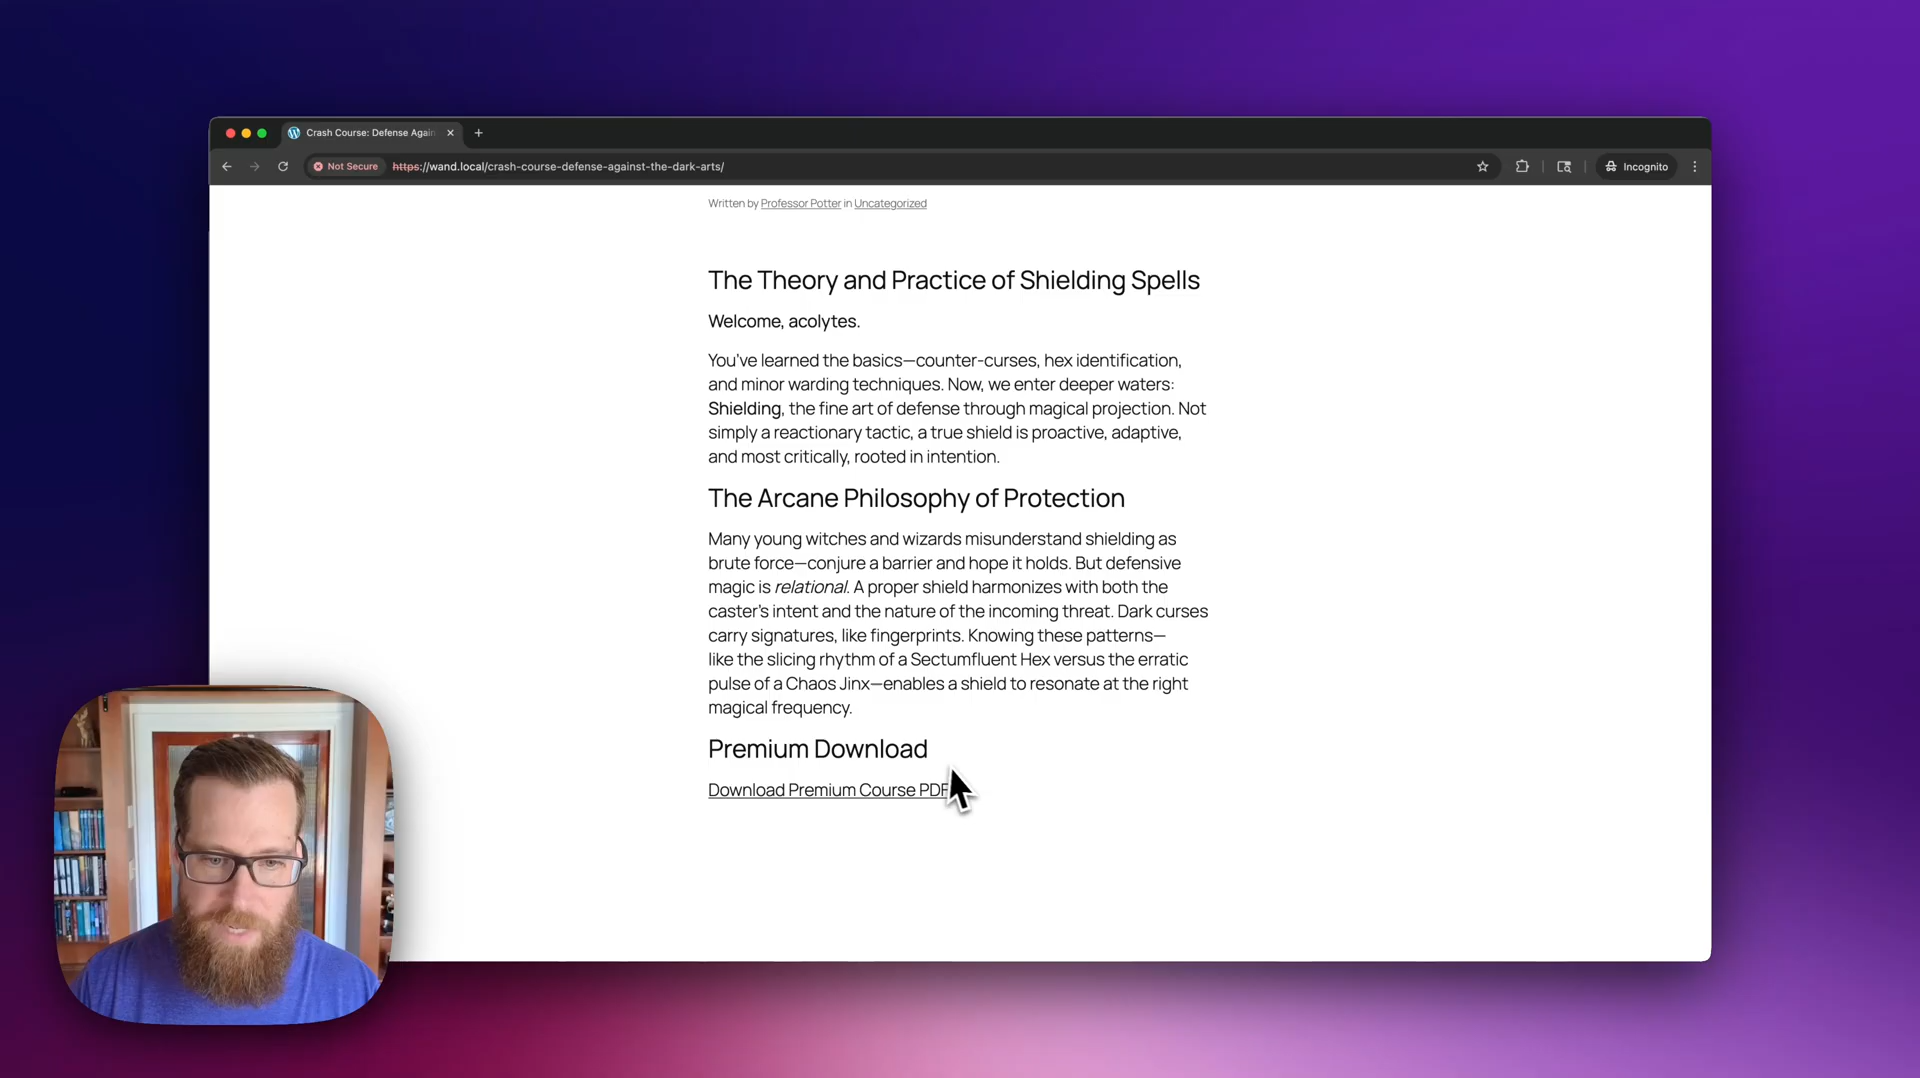 Crash Course: Defense Again
Not Secure
https://wand.local/crash-course-defense-against-the-dark-arts/
Incognito
Written by Professor Potter in Uncategorized
The Theory and Practice of Shielding Spells
Welcome, acolytes.
You've learned the basics—counter-curses, hex identification,
and minor warding techniques. Now, we enter deeper waters:
Shielding, the fine art of defense through magical projection. Not
simply a reactionary tactic, a true shield is proactive, adaptive,
and most critically, rooted in intention.
The Arcane Philosophy of Protection
Many young witches and wizards misunderstand shielding as
brute force—conjure a barrier and hope it holds. But defensive
magic is relational. A proper shield harmonizes with both the
caster's intent and the nature of the incoming threat. Dark curses
carry signatures, like fingerprints. Knowing these patterns—
like the slicing rhythm of a Sectumfluent Hex versus the erratic
pulse of a Chaos Jinx—enables a shield to resonate at the right
magical frequency.
Premium Download
Download Premium Course PDF